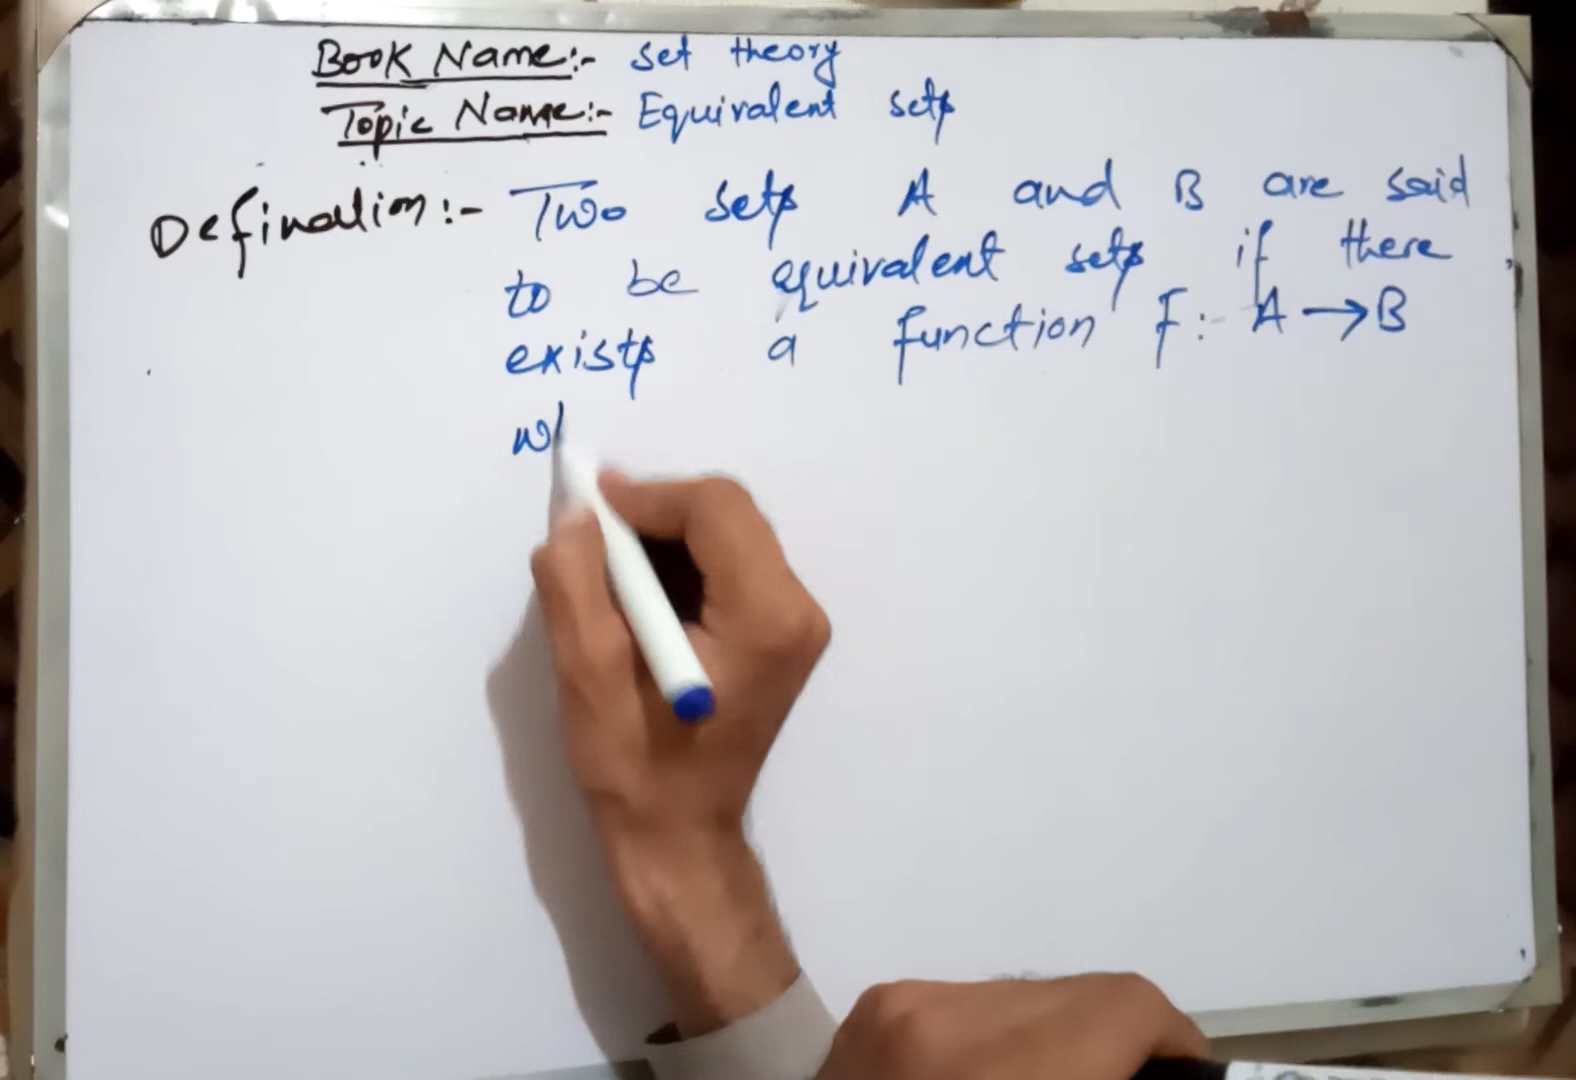 Book Name:- Set theory
Topic Name:- Equivalent sets
Defination:- Two sets A and B are said
to be equivalent sets if there
exists a function F:- A → B